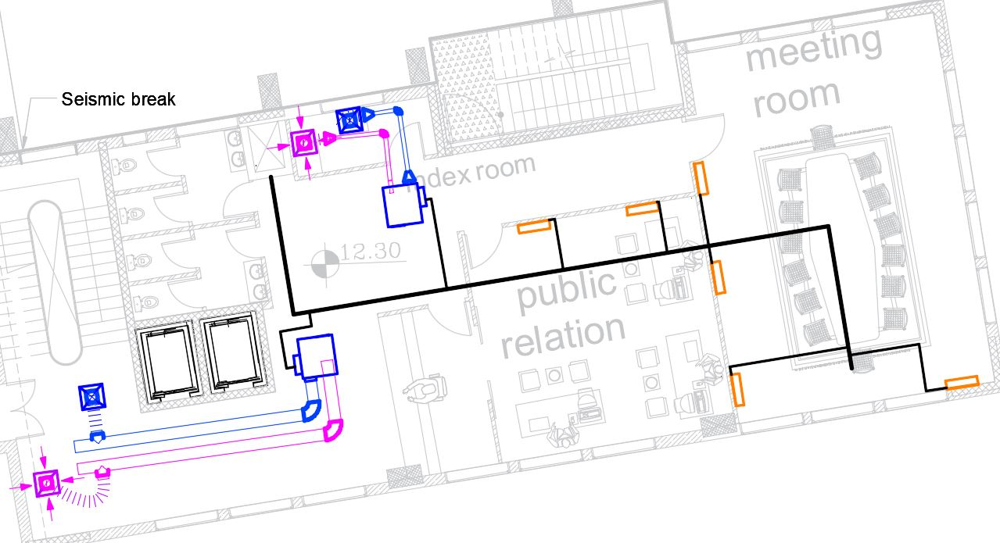 meeting
room
Seismic break
index room
12.30
public
relation